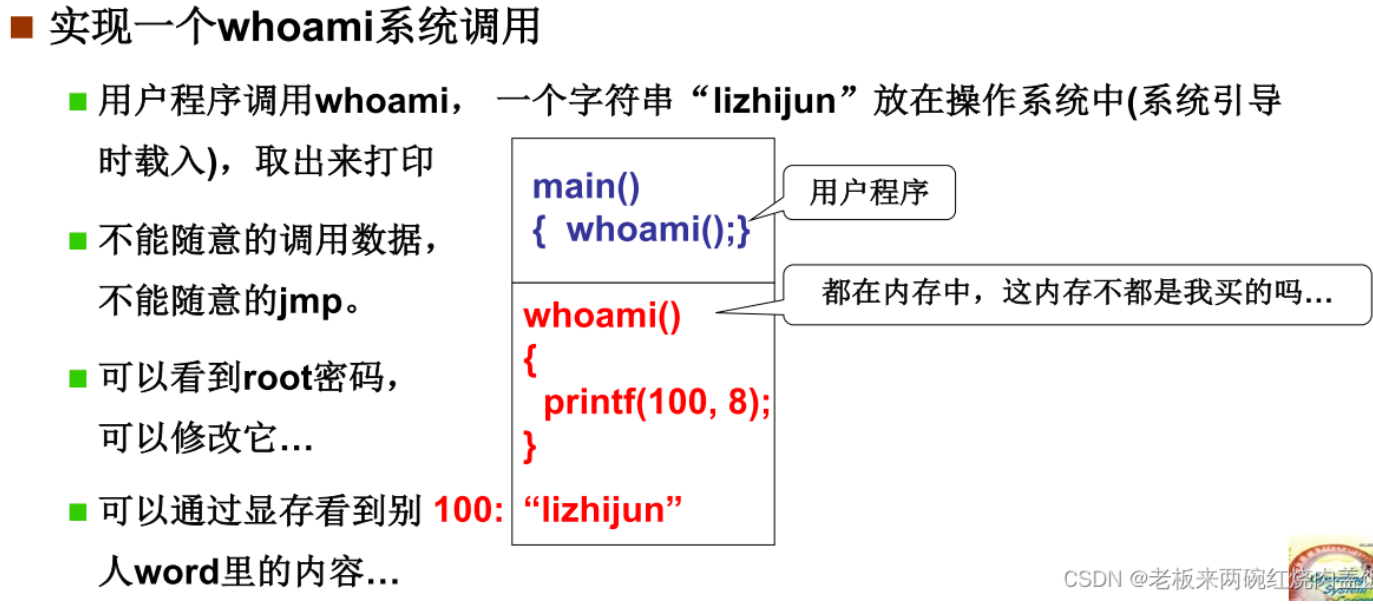 实现一个whoami系统调用
用户程序调用whoami， 一个字符串“lizhijun”放在操作系统中(系统引导
时载入)，取出来打印
main()
{ whoami();}
用户程序
不能随意的调用数据，
不能随意的jmp。
都在内存中，这内存不都是我买的吗...
whoami()
{
printf(100, 8);
}
可以看到root密码，
可以修改它...
可以通过显存看到别
人word里的内容...
100: “lizhijun”
CSDN @老板来两碗红烧肉盖
Operating
System